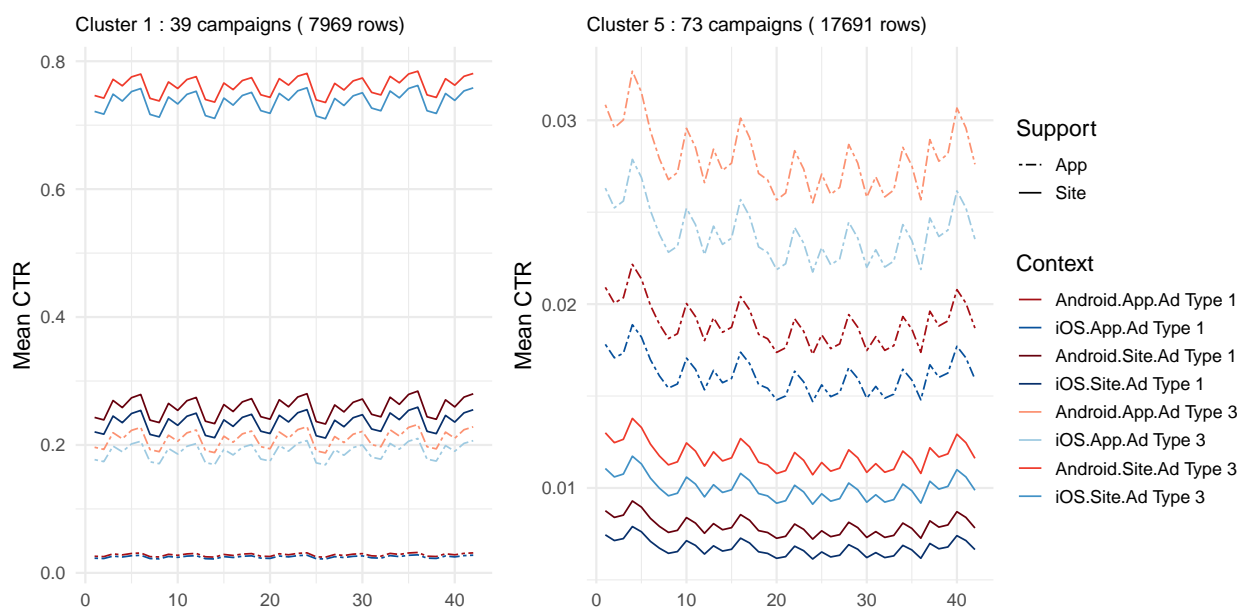 Cluster 1 : 39 campaigns ( 7969 rows)
Mean CTR
0.8
0.6
0.4
0.2
0.0
0
10
20
30
40
Cluster 5 : 73 campaigns ( 17691 rows)
Mean CTR
0.03
0.02
0.01
0
10
20
30
40
Support
App
Site
Context
Android.App.Ad Type 1
iOS.App.Ad Type 1
Android.Site.Ad Type 1
iOS.Site.Ad Type 1
Android.App.Ad Type 3
iOS.App.Ad Type 3
Android.Site.Ad Type 3
iOS.Site.Ad Type 3